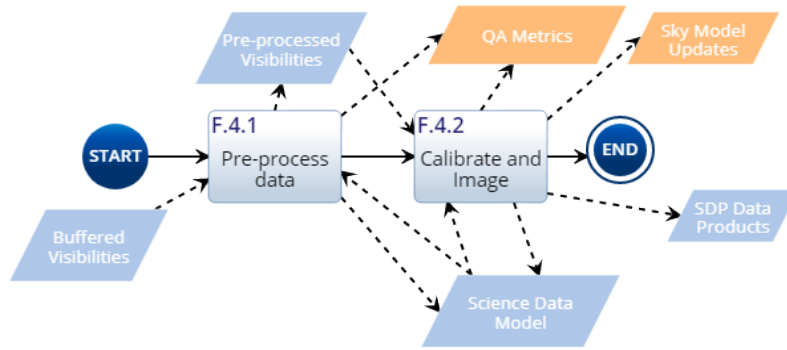 Pre-processed
Visibilities
QA Metrics
Sky Model
Updates
F.4.1
F.4.2
START
Pre-process
data
Calibrate and
Image
END
Buffered
Visibilities
SDP Data
Products
Science Data
Model